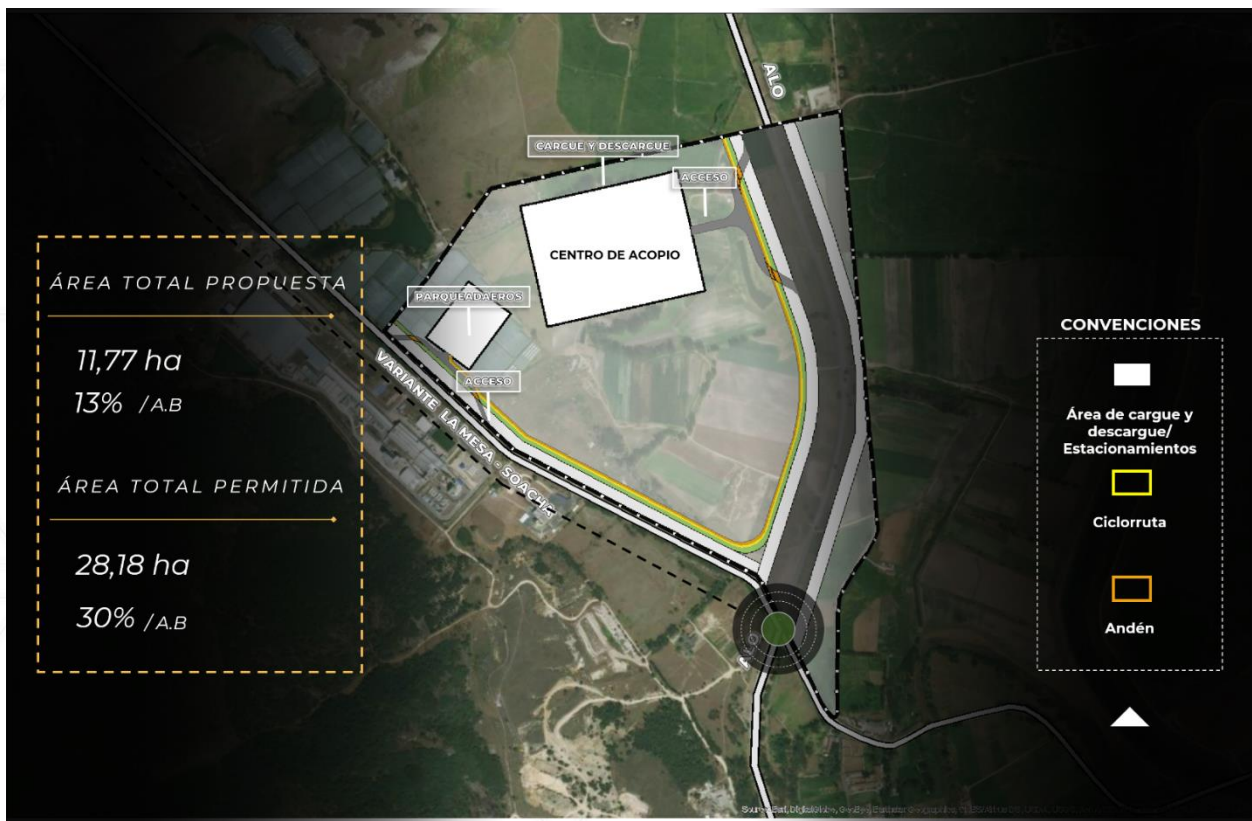 ALO
CARGUE Y DESCARGUE
ACCESO
CENTRO DE ACOPIO
PARQUEADAEROS
ACCESO
VARIANTE LA MESA - SOACHA
ÁREA TOTAL PROPUESTA
11,77 ha
13% / A.B
ÁREA TOTAL PERMITIDA
28,18 ha
30% / A.B
CONVENCIONES
Área de cargue y
descargue/
Estacionamientos
Ciclorruta
Andén